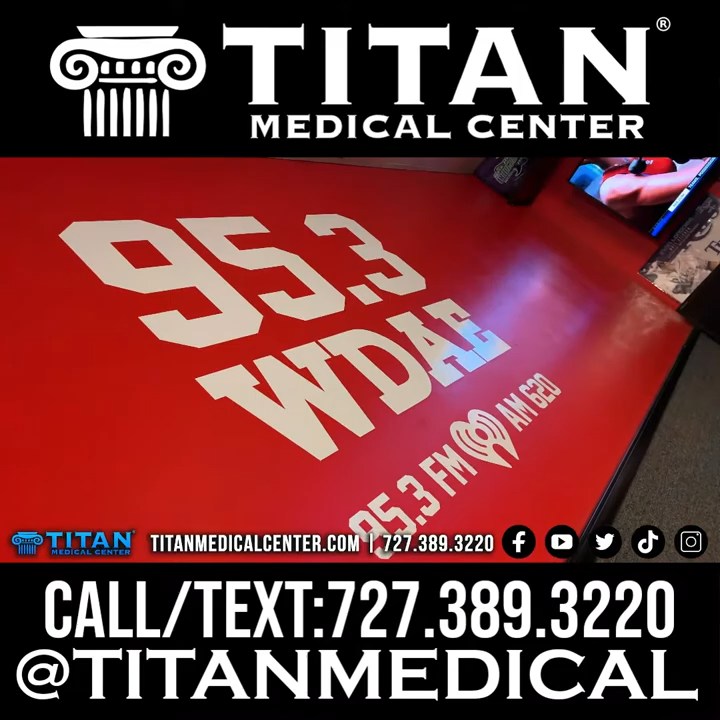 TITAN®
MEDICAL CENTER
95.3
WDAE
95.3 FM AM 620
TITAN
MEDICAL CENTER
TITANMEDICALCENTER.COM | 727.389.3220
CALL/TEXT:727.389.3220
@TITANMEDICAL